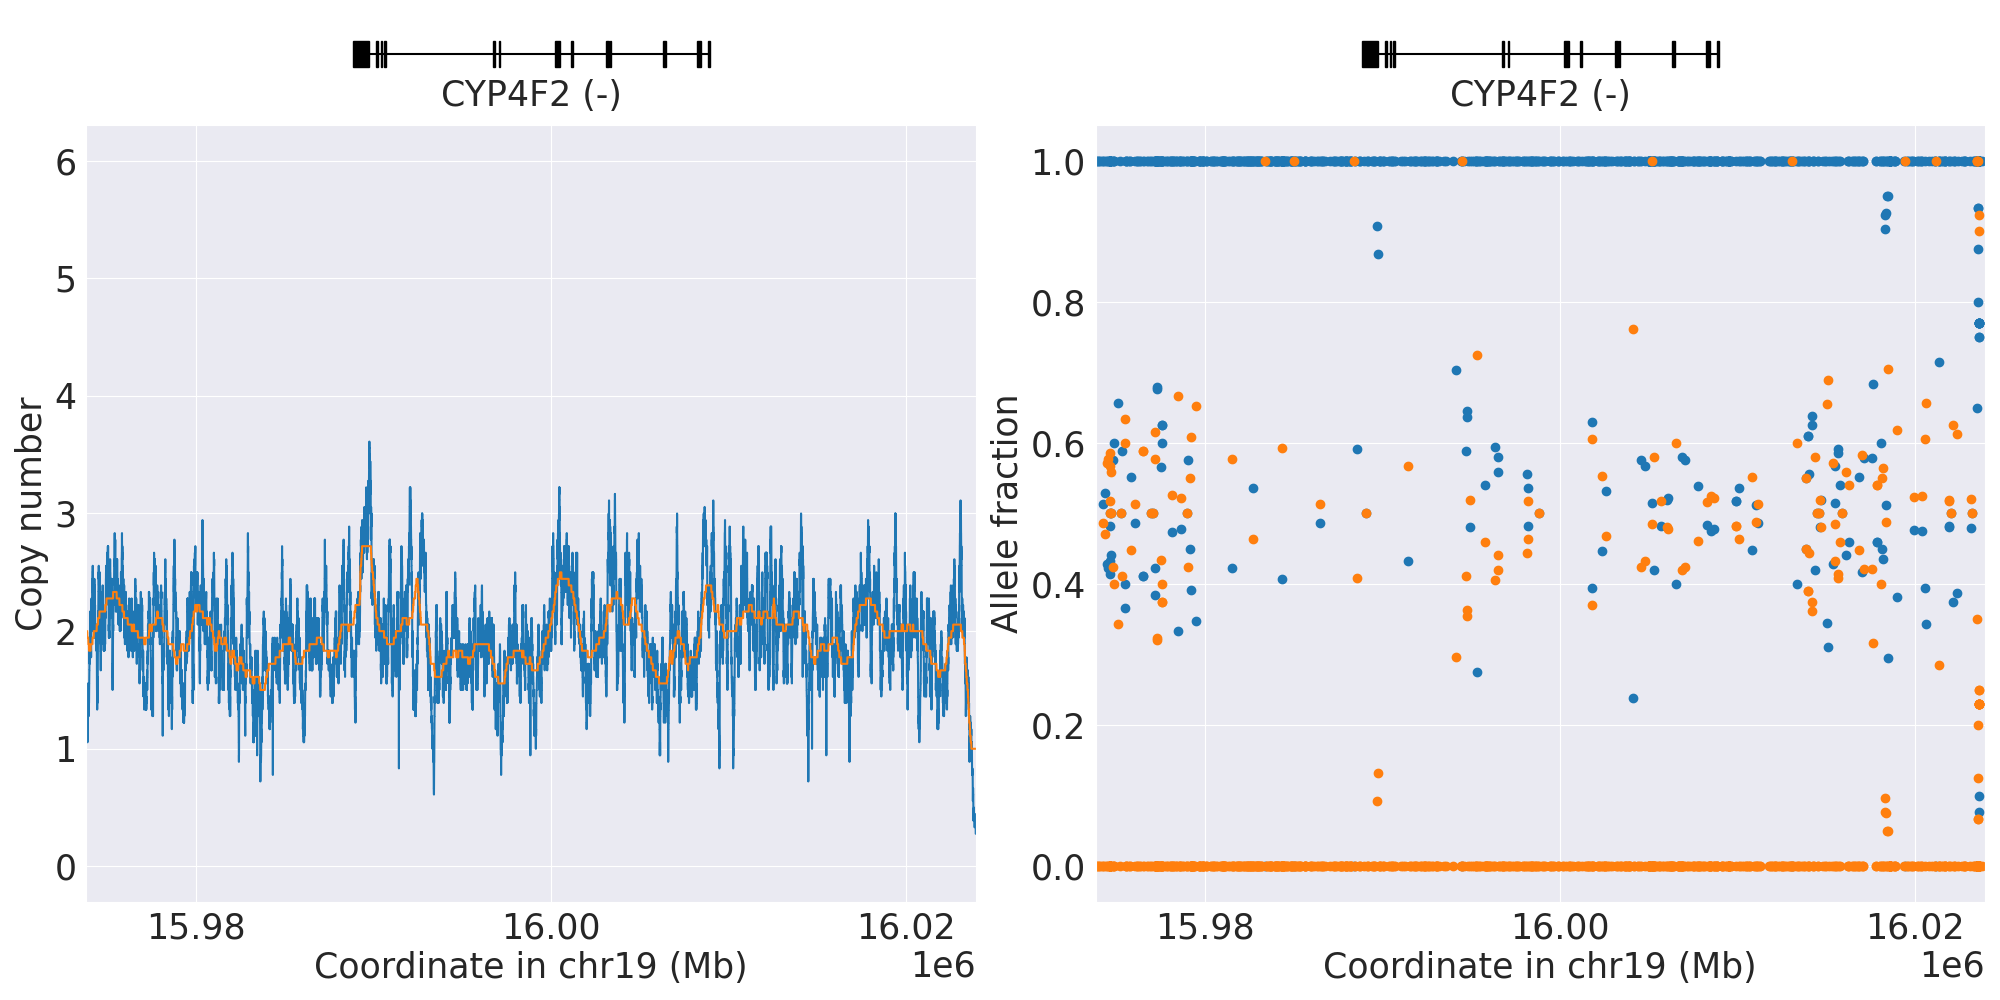 CYP4F2 (-)
Copy number
6
5
4
3
2
1
0
15.98
16.00
16.02
Coordinate in chr19 (Mb)
1e6
CYP4F2 (-)
Allele fraction
1.0
0.8
0.6
0.4
0.2
0.0
15.98
16.00
16.02
Coordinate in chr19 (Mb)
1e6